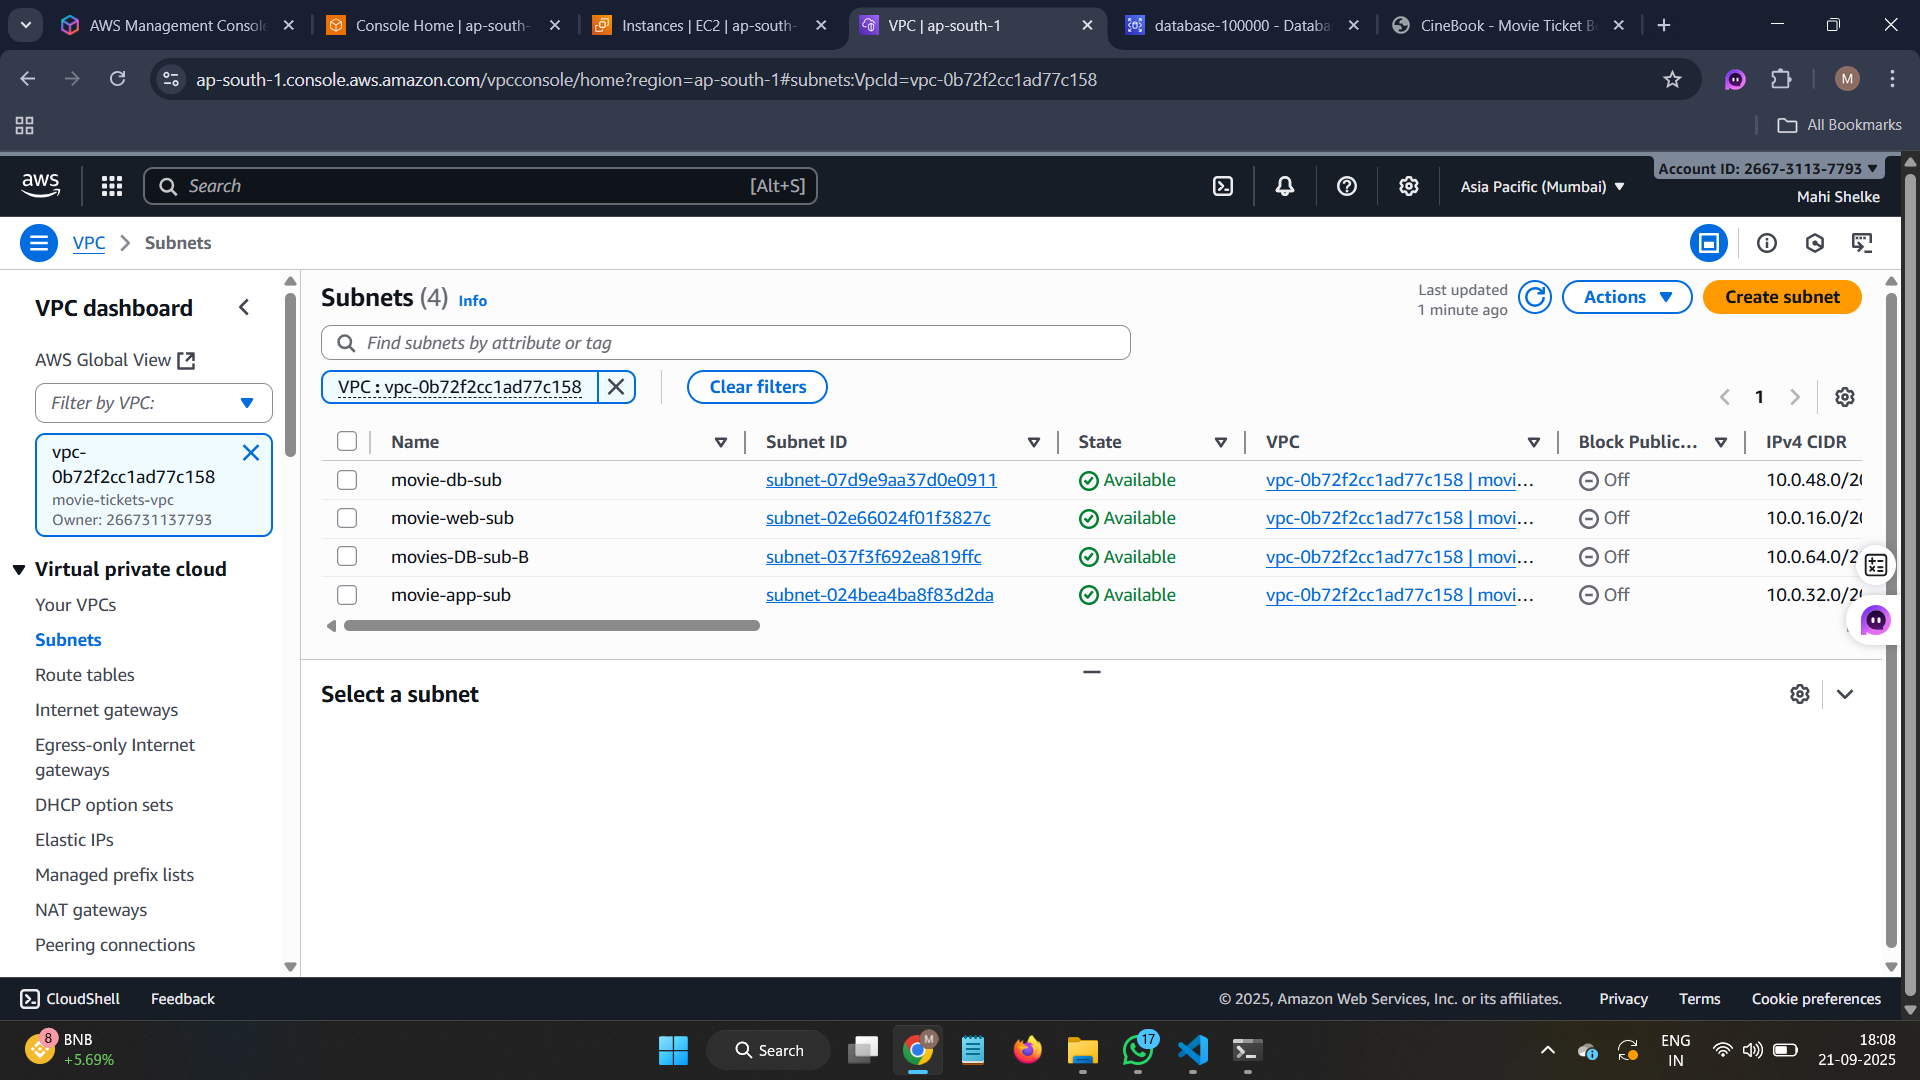 AWS Management Console
Console Home | ap-south-
Instances | EC2 | ap-south-
VPC | ap-south-1
database-100000 - Databa
CineBook - Movie Ticket B
ap-south-1.console.aws.amazon.com/vpcconsole/home?region=ap-south-1#subnets:VpcId=vpc-0b72f2cc1ad77c158
M
All Bookmarks
aws
Search
[Alt+S]
Asia Pacific (Mumbai)
Account ID: 2667-3113-7793
Mahi Shelke
VPC
Subnets
VPC dashboard
AWS Global View
Filter by VPC:
vpc-
0b72f2cc1ad77c158
movie-tickets-vpc
Owner: 266731137793
Virtual private cloud
Your VPCs
Subnets
Route tables
Internet gateways
Egress-only Internet
gateways
DHCP option sets
Elastic IPs
Managed prefix lists
NAT gateways
Peering connections
Subnets (4) Info
Last updated
1 minute ago
Actions
Create subnet
Find subnets by attribute or tag
VPC : vpc-0b72f2cc1ad77c158
Clear filters
1
Name Subnet ID State VPC Block Public... IPv4 CIDR
movie-db-sub subnet-07d9e9aa37d0e0911 Available vpc-0b72f2cc1ad77c158 | movi... Off 10.0.48.0/20
movie-web-sub subnet-02e66024f01f3827c Available vpc-0b72f2cc1ad77c158 | movi... Off 10.0.16.0/20
movies-DB-sub-B subnet-037f3f692ea819ffc Available vpc-0b72f2cc1ad77c158 | movi... Off 10.0.64.0/2
movie-app-sub subnet-024bea4ba8f83d2da Available vpc-0b72f2cc1ad77c158 | movi... Off 10.0.32.0/20
Select a subnet
CloudShell
Feedback
© 2025, Amazon Web Services, Inc. or its affiliates.
Privacy
Terms
Cookie preferences
8
BNB
+5.69%
Search
M
17
ENG
IN
18:08
21-09-2025